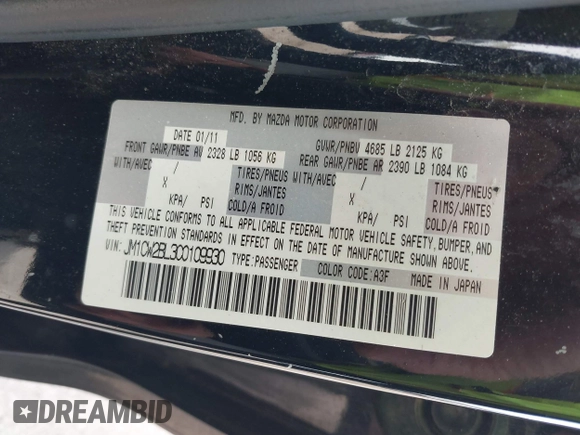 MFD. BY MAZDA MOTOR CORPORATION
DATE 01/11 GVWR/PNBV 4685 LB 2125 KG
FRONT GAWR/PNBE AV 2328 LB 1056 KG REAR GAWR/PNBE AR 2390 LB 1084 KG
WITH/AVEC / TIRES/PNEUS WITH/AVEC / TIRES/PNEUS
X RIMS/JANTES X RIMS/JANTES
KPA/ PSI COLD/A FROID KPA/ PSI COLD/A FROID
THIS VEHICLE CONFORMS TO ALL APPLICABLE FEDERAL MOTOR VEHICLE SAFETY, BUMPER, AND
THEFT PREVENTION STANDARDS IN EFFECT ON THE DATE OF MANUFACTURE SHOWN ABOVE.
VIN: JM1CW2BL3C0109930 TYPE:PASSENGER COLOR CODE:A3F MADE IN JAPAN
DREAMBID